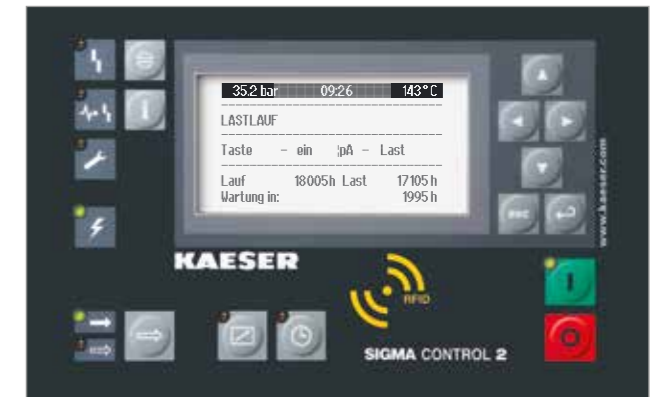 35.2 bar 09:26 143°C
LASTLAUF
Taste - ein ¦pA - Last
Lauf 18005h Last 17105 h
Wartung in: 1995 h
esc
www.kaeser.com
KAESER
RFID
I
O
SIGMA CONTROL 2